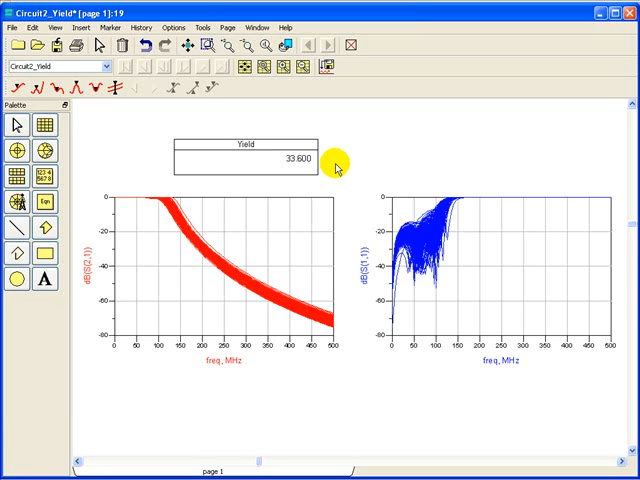 Circuit2_Yield* [page 1]:19
File Edit View Insert Marker History Options Tools Page Window Help
Circuit2_Yield
Palette
Eqn
A
Yield
33.600
0
-20
-40
-60
-80
dB(S(2,1))
0 50 100 150 200 250 300 350 400 450 500
freq, MHz
0
-20
-40
-60
-80
dB(S(1,1))
0 50 100 150 200 250 300 350 400 450 500
freq, MHz
page 1